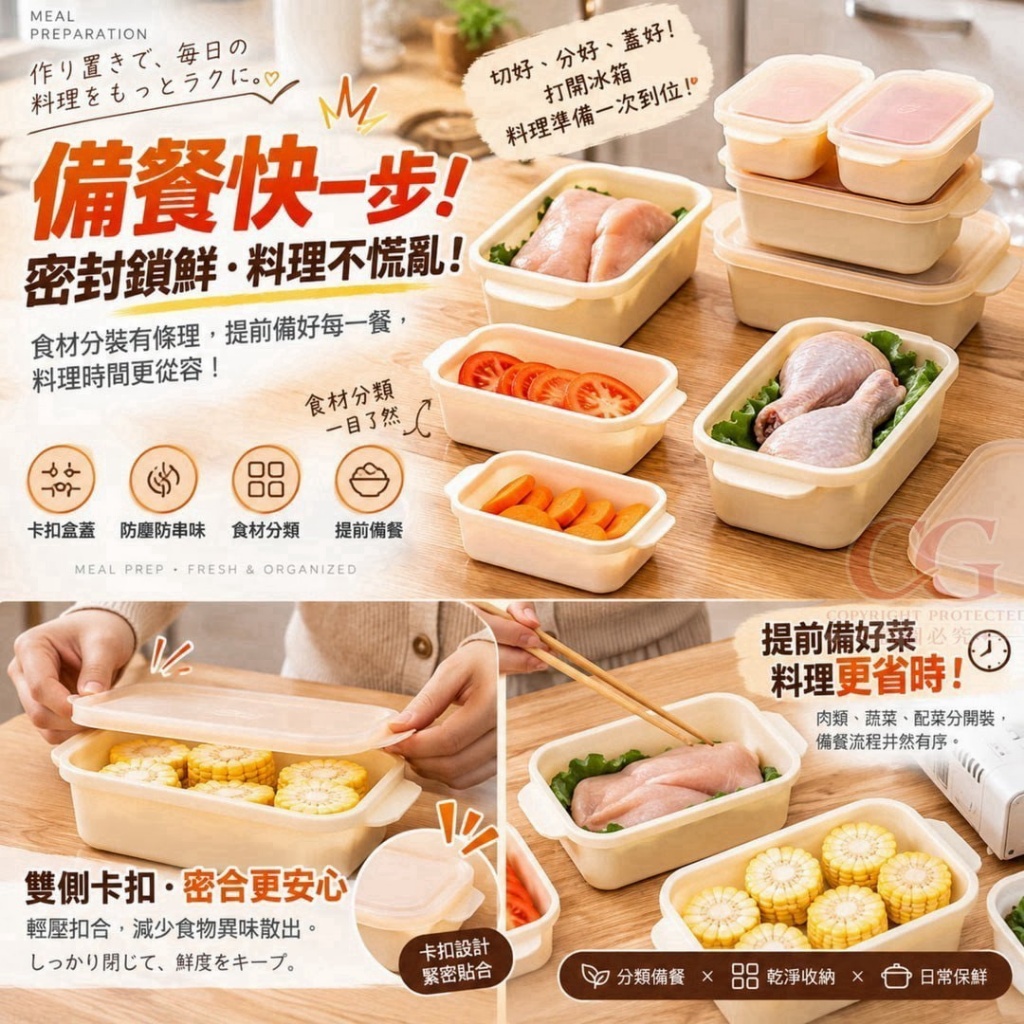 MEAL
PREPARATION
作り置きで、毎日の
料理をもっとラクに。
切好、分好、蓋好！
打開冰箱
料理準備一次到位！
備餐快一步！
密封鎖鮮·料理不慌亂！
食材分裝有條理，提前備好每一餐，
料理時間更從容！
食材分類
一目了然
卡扣盒蓋
防塵防串味
食材分類
提前備餐
MEAL PREP • FRESH & ORGANIZED
CG
COPYRIGHT PROTECTED
必究
提前備好菜
料理更省時！
肉類、蔬菜、配菜分開裝，
備餐流程井然有序。
雙側卡扣·密合更安心
輕壓扣合，減少食物異味散出。
しっかり閉じて、鮮度をキープ。
卡扣設計
緊密貼合
分類備餐 × 乾淨收納 × 日常保鮮